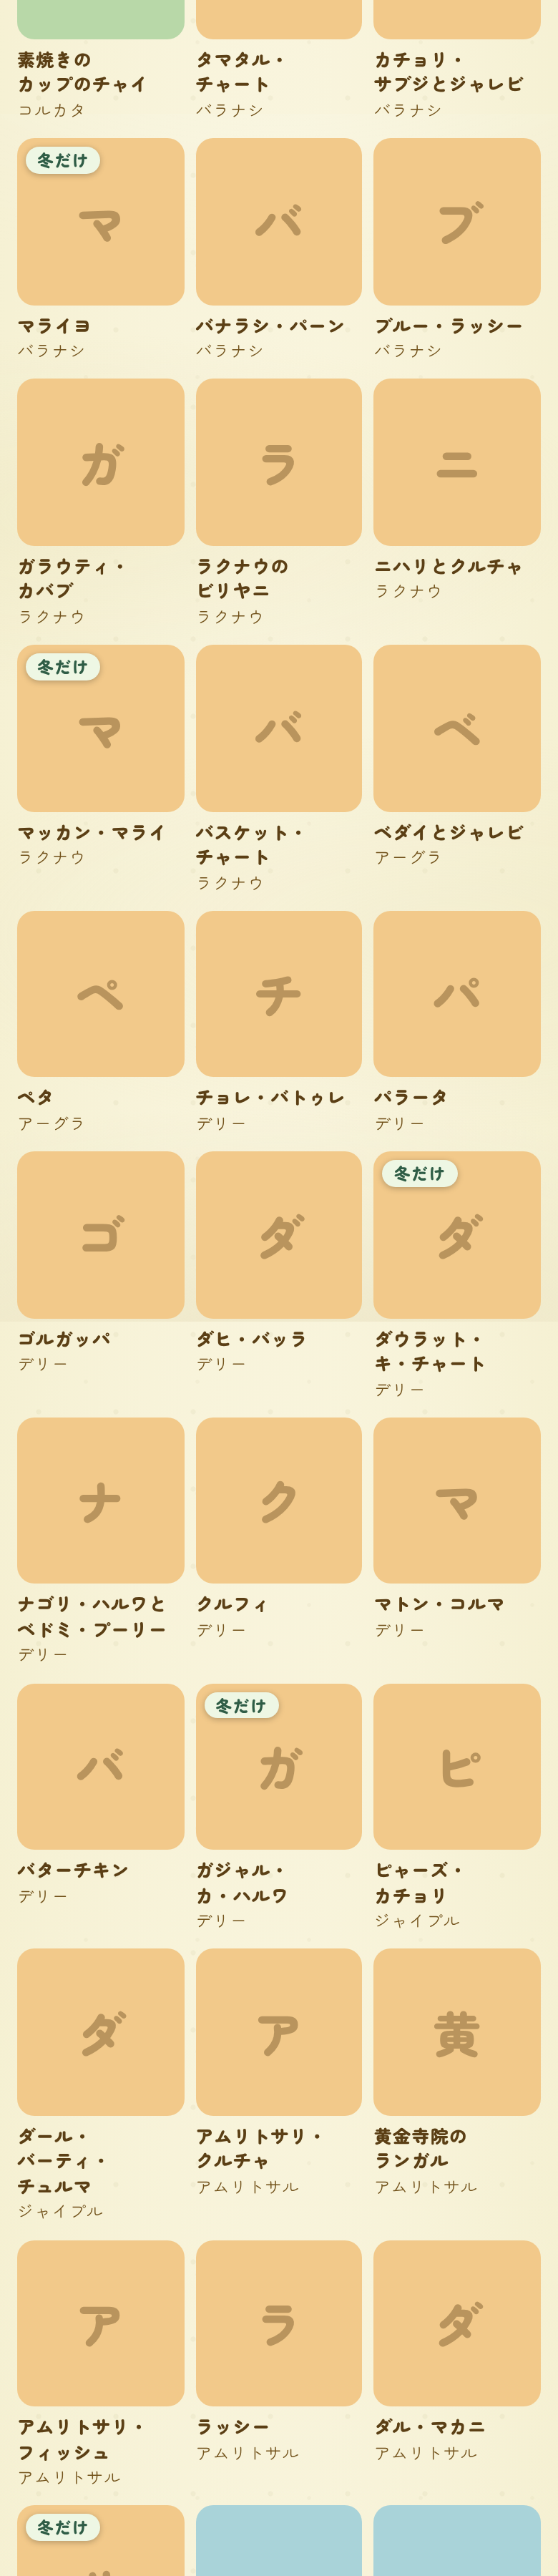 素焼きの
カップのチャイ
コルカタ
タマタル・
チャート
バラナシ
カチョリ・
サブジとジャレビ
バラナシ
冬だけ
マ
マライヨ
バラナシ
バ
バナラシ・パーン
バラナシ
ブ
ブルー・ラッシー
バラナシ
ガ
ガラウティ・
カバブ
ラクナウ
ラ
ラクナウの
ビリヤニ
ラクナウ
ニ
ニハリとクルチャ
ラクナウ
冬だけ
マ
マッカン・マライ
ラクナウ
バ
バスケット・
チャート
ラクナウ
ベ
ベダイとジャレビ
アーグラ
ペ
ペタ
アーグラ
チ
チョレ・バトゥレ
デリー
パ
パラータ
デリー
ゴ
ゴルガッパ
デリー
ダ
ダヒ・バッラ
デリー
冬だけ
ダ
ダウラット・
キ・チャート
デリー
ナ
ナゴリ・ハルワと
ベドミ・プーリー
デリー
ク
クルフィ
デリー
マ
マトン・コルマ
デリー
バ
バターチキン
デリー
冬だけ
ガ
ガジャル・
カ・ハルワ
デリー
ピ
ピャーズ・
カチョリ
ジャイプル
ダ
ダール・
バーティ・
チュルマ
ジャイプル
ア
アムリトサリ・
クルチャ
アムリトサル
黄
黄金寺院の
ランガル
アムリトサル
ア
アムリトサリ・
フィッシュ
アムリトサル
ラ
ラッシー
アムリトサル
ダ
ダル・マカニ
アムリトサル
冬だけ